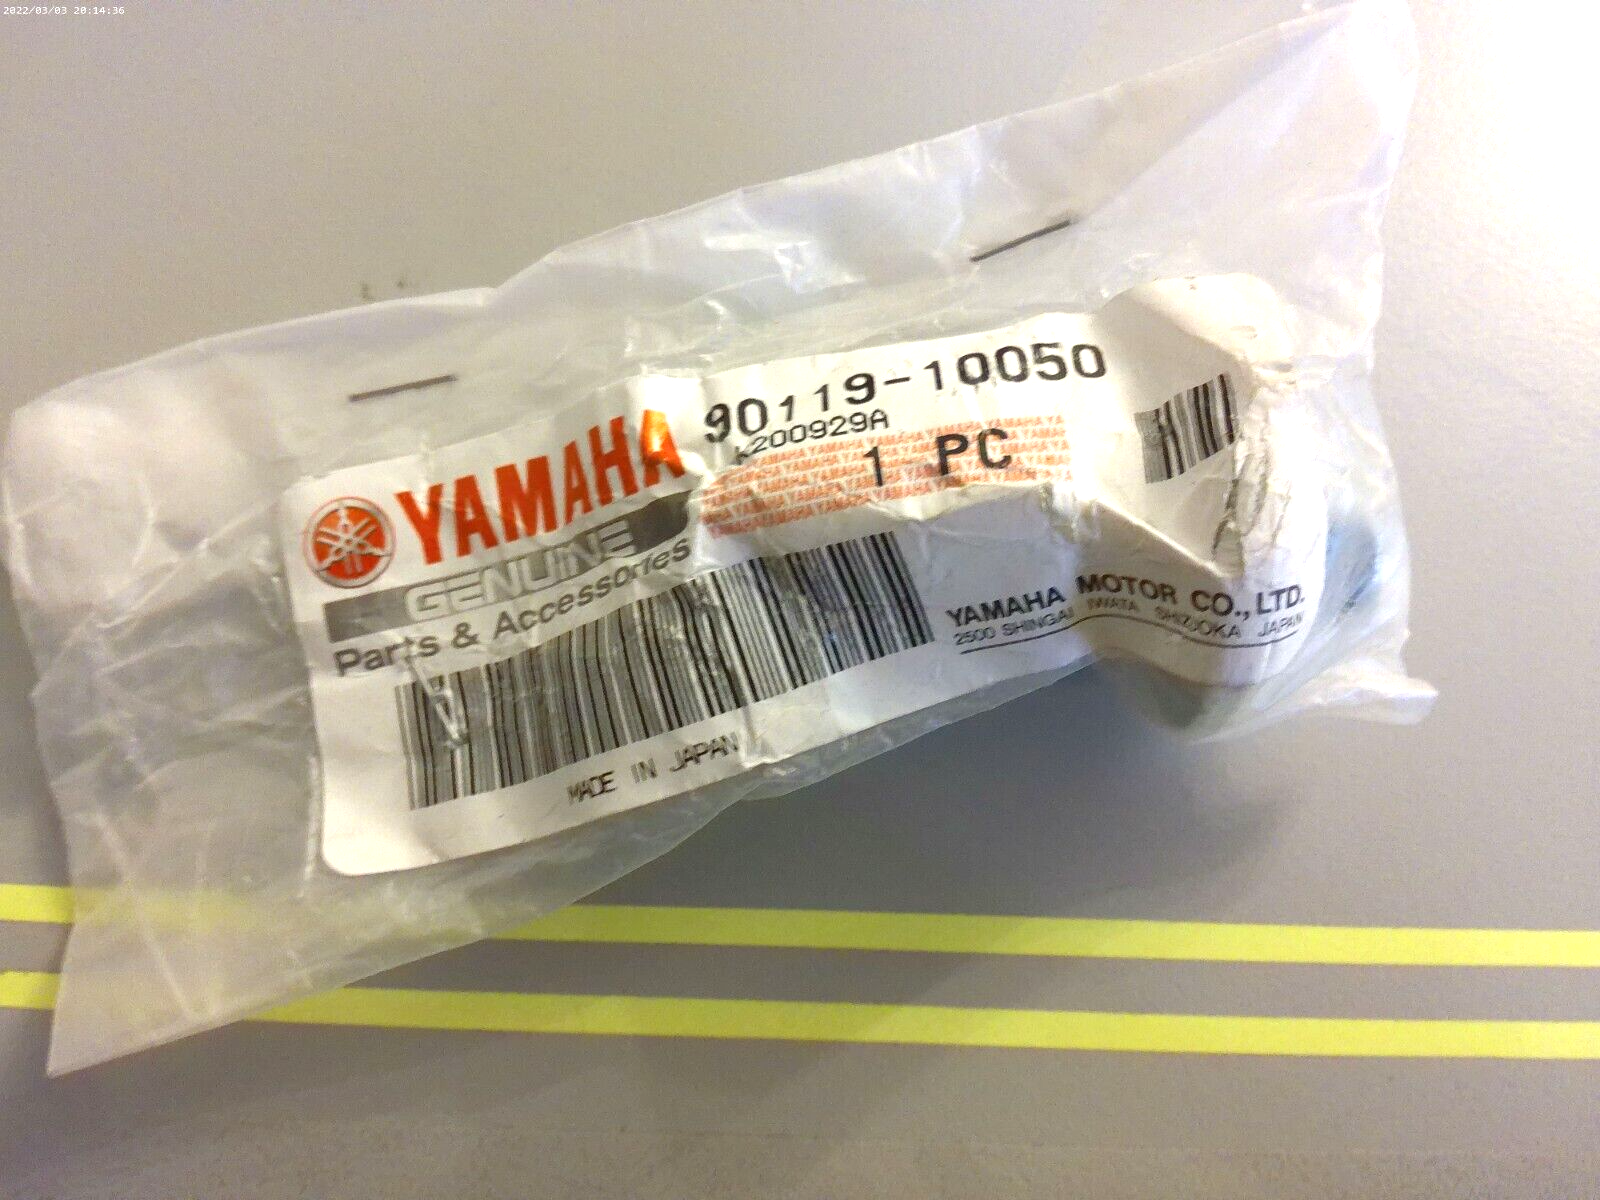 2022/03/03 20:14:36
90119-10050
200929A
1 PC
YAMAHA
GENUINE
Parts & Accessories
YAMAHA MOTOR CO., LTD.
2500 SHINGAI IWATA SHIZUOKA JAPAN
MADE IN JAPAN